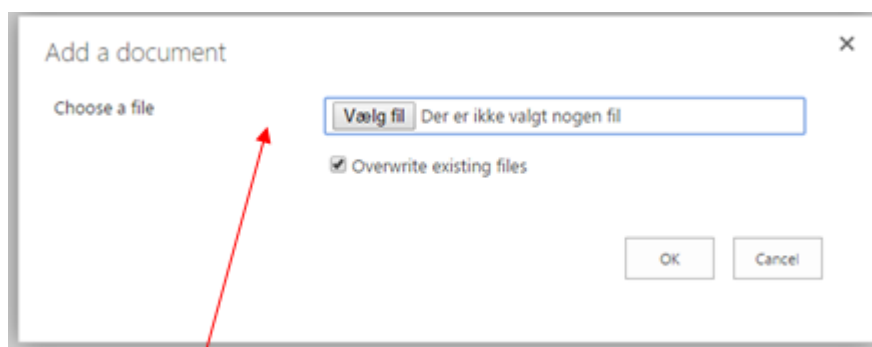 Add a document
Choose a file
Vælg fil Der er ikke valgt nogen fil
Overwrite existing files
OK Cancel